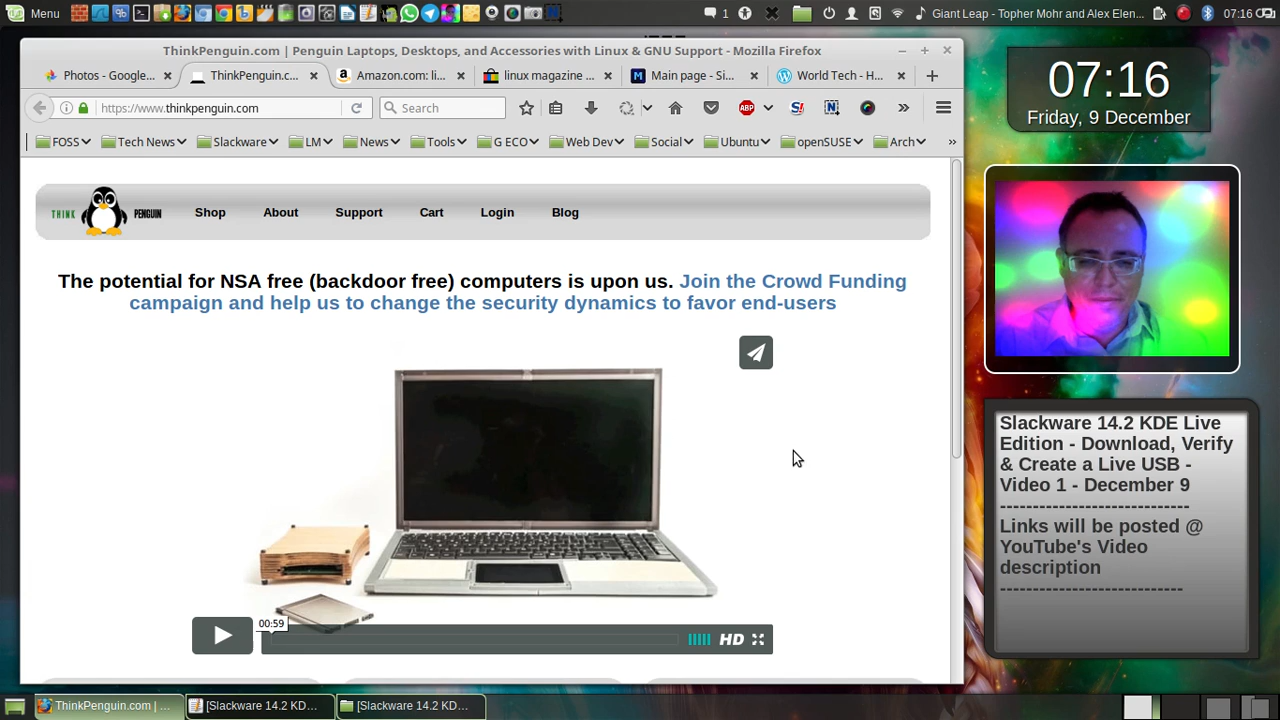 Menu
1
Giant Leap - Topher Mohr and Alex Elen...
07:16
ThinkPenguin.com | Penguin Laptops, Desktops, and Accessories with Linux & GNU Support - Mozilla Firefox
Photos - Google...
ThinkPenguin.c...
Amazon.com: li...
linux magazine ...
Main page - Si...
World Tech - H...
https://www.thinkpenguin.com
Search
ABP
FOSS
Tech News
Slackware
LM
News
Tools
G ECO
Web Dev
Social
Ubuntu
openSUSE
Arch
THINK PENGUIN
Shop
About
Support
Cart
Login
Blog
The potential for NSA free (backdoor free) computers is upon us. Join the Crowd Funding
campaign and help us to change the security dynamics to favor end-users
00:59
HD
07:16
Friday, 9 December
Slackware 14.2 KDE Live
Edition - Download, Verify
& Create a Live USB -
Video 1 - December 9
-----------------------------
Links will be posted @
YouTube's Video
description
----------------------------
ThinkPenguin.com | ...
[Slackware 14.2 KD...
[Slackware 14.2 KD...